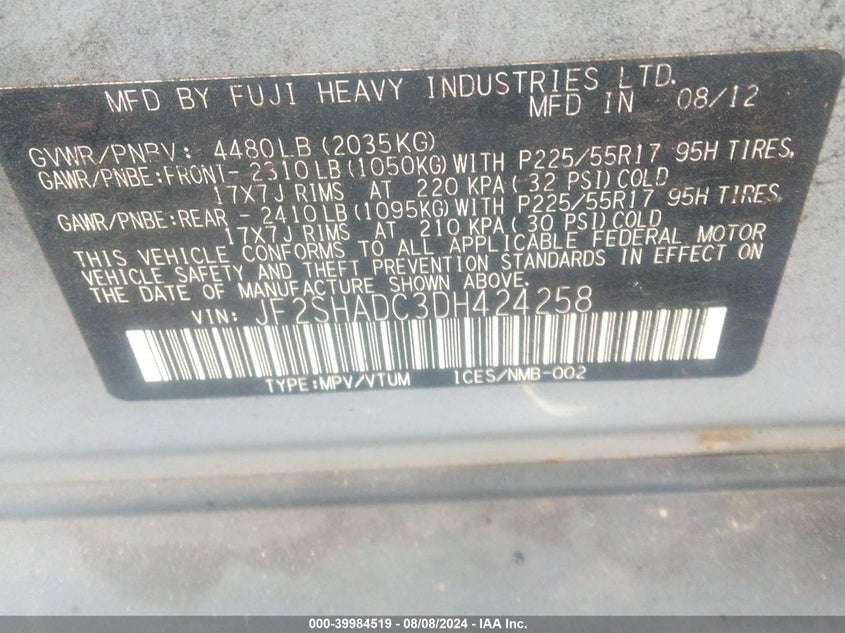 MFD BY FUJI HEAVY INDUSTRIES LTD.
MFD IN 08/12
GVWR/PNBV: 4480LB(2035KG)
GAWR/PNBE:FRONT- 2310LB(1050KG)WITH P225/55R17 95H TIRES,
17X7J RIMS AT 220 KPA(32 PSI)COLD
GAWR/PNBE:REAR - 2410LB(1095KG)WITH P225/55R17 95H TIRES
17X7J RIMS AT 210 KPA(30 PSI)COLD
THIS VEHICLE CONFORMS TO ALL APPLICABLE FEDERAL MOTOR
VEHICLE SAFETY AND THEFT PREVENTION STANDARDS IN EFFECT ON
THE DATE OF MANUFACTURE SHOWN ABOVE.
VIN: JF2SHADC3DH424258
TYPE:MPV/VTUM ICES/NMB-002
000-39984519 - 08/08/2024 - IAA Inc.